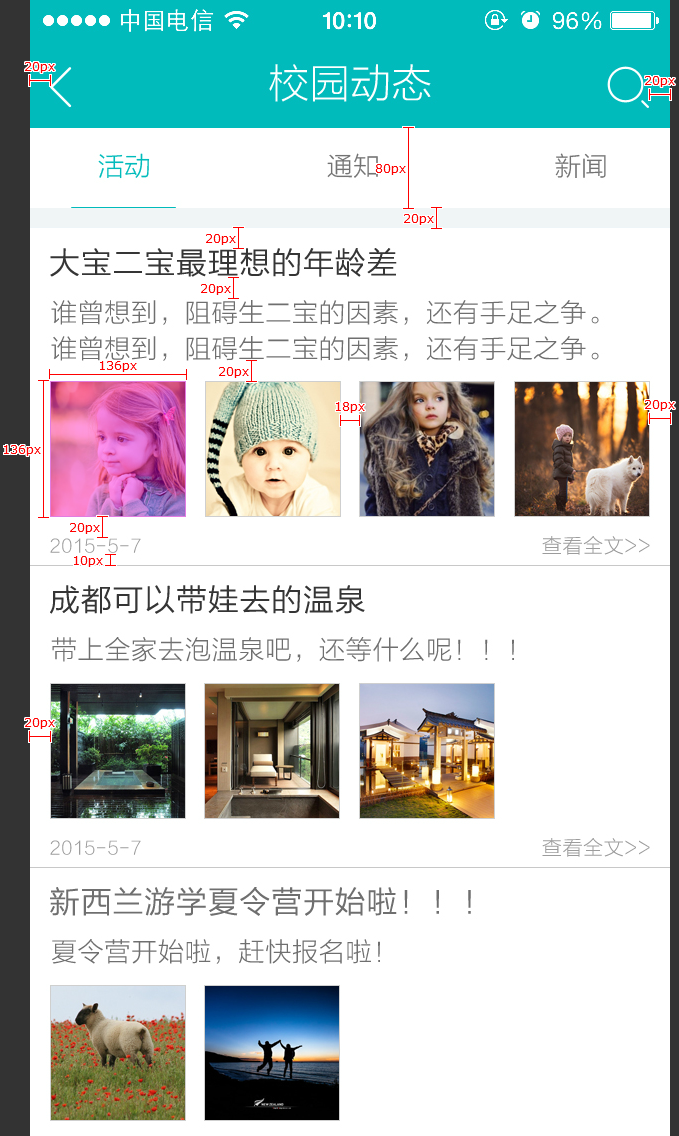 中国电信 10:10 96%
20px 校园动态 20px
活动 通知 新闻
80px
20px
20px
大宝二宝最理想的年龄差
20px
谁曾想到，阻碍生二宝的因素，还有手足之争。
谁曾想到，阻碍生二宝的因素，还有手足之争。
136px 20px
18px 20px
136px
20px
2015-5-7 查看全文>>
10px
成都可以带娃去的温泉
带上全家去泡温泉吧，还等什么呢！！！
20px
2015-5-7 查看全文>>
新西兰游学夏令营开始啦！！！
夏令营开始啦，赶快报名啦！
NEW ZEALAND